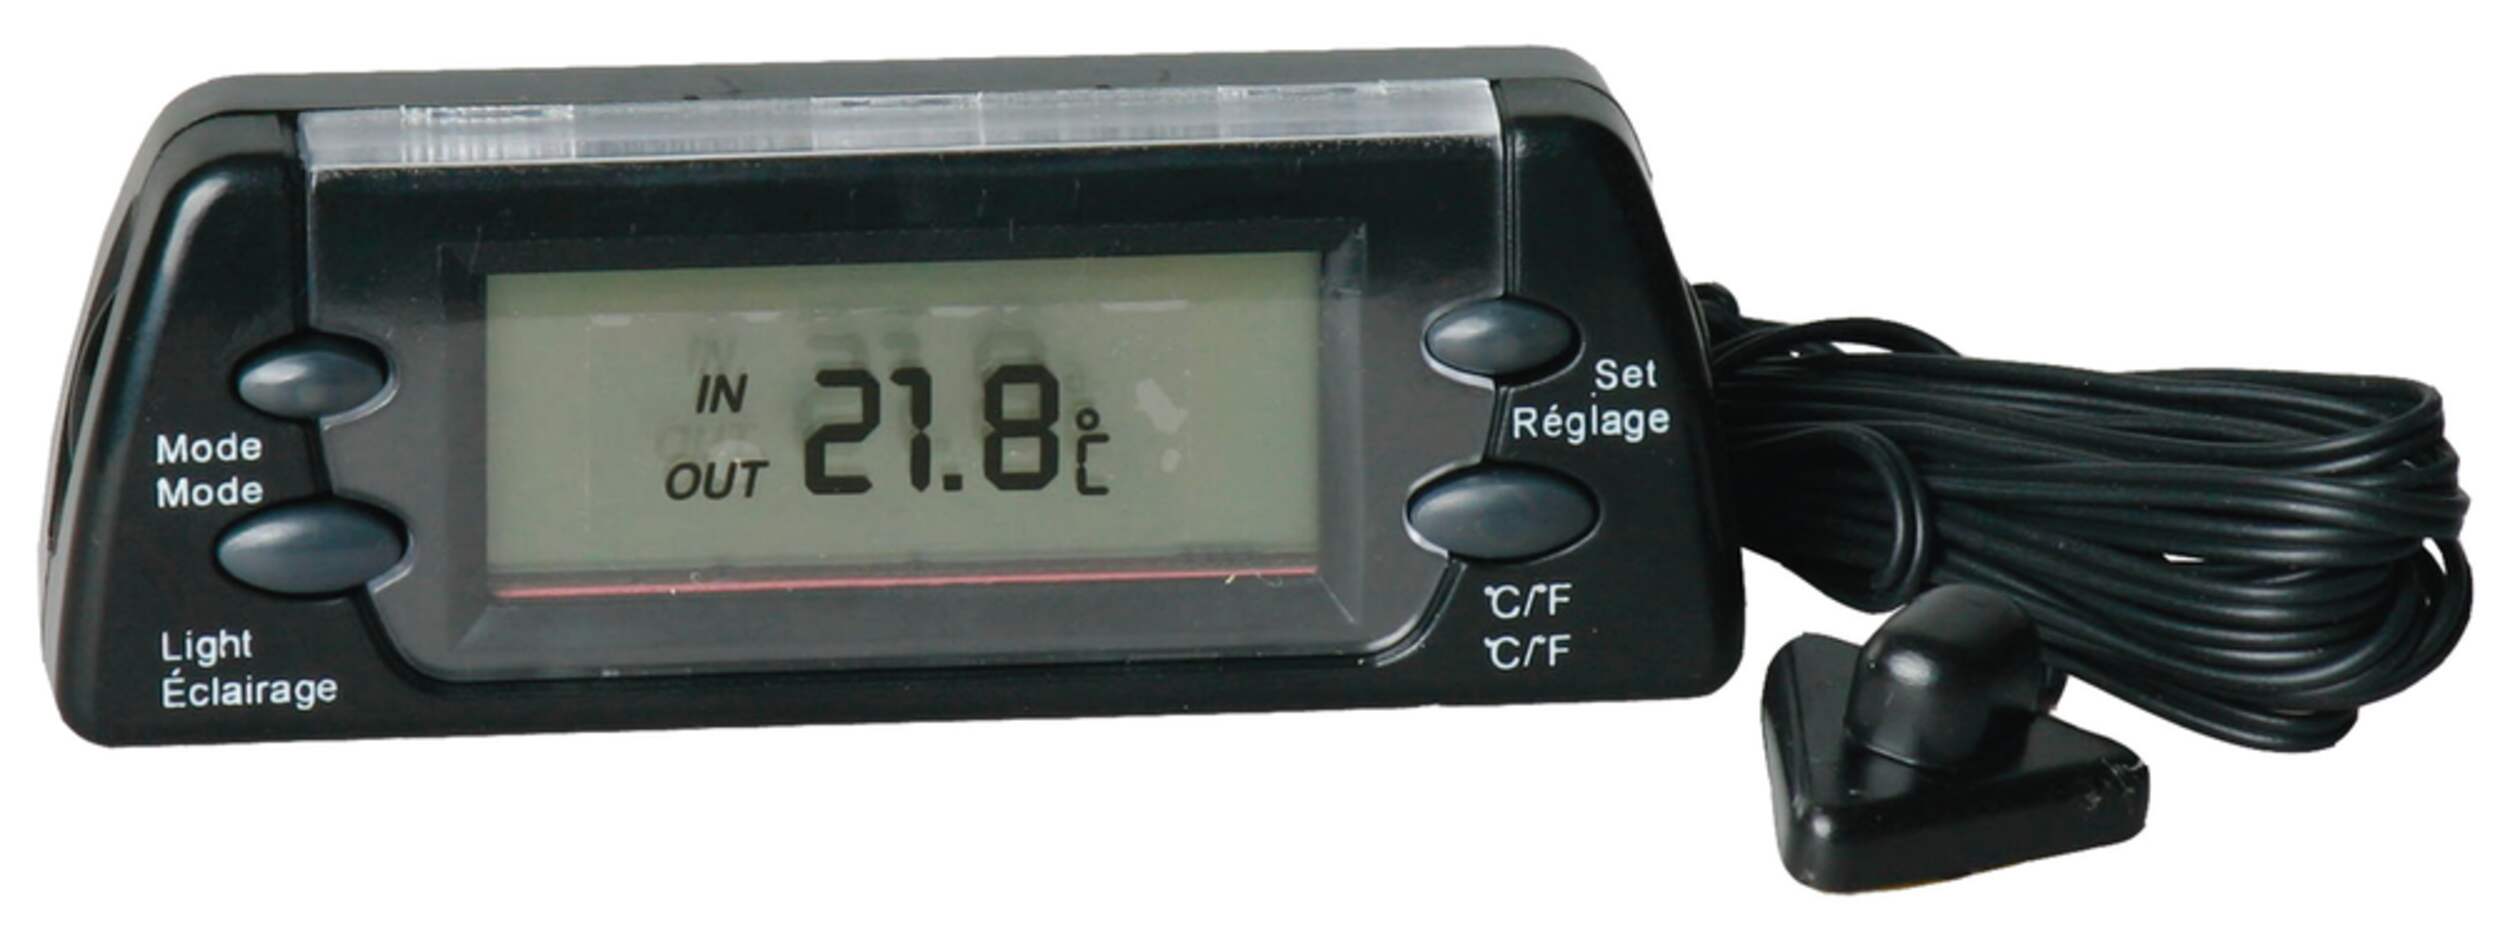 IN 21.8°C
OUT
Mode
Mode
Light
Éclairage
Set
Réglage
°C/°F
°C/°F